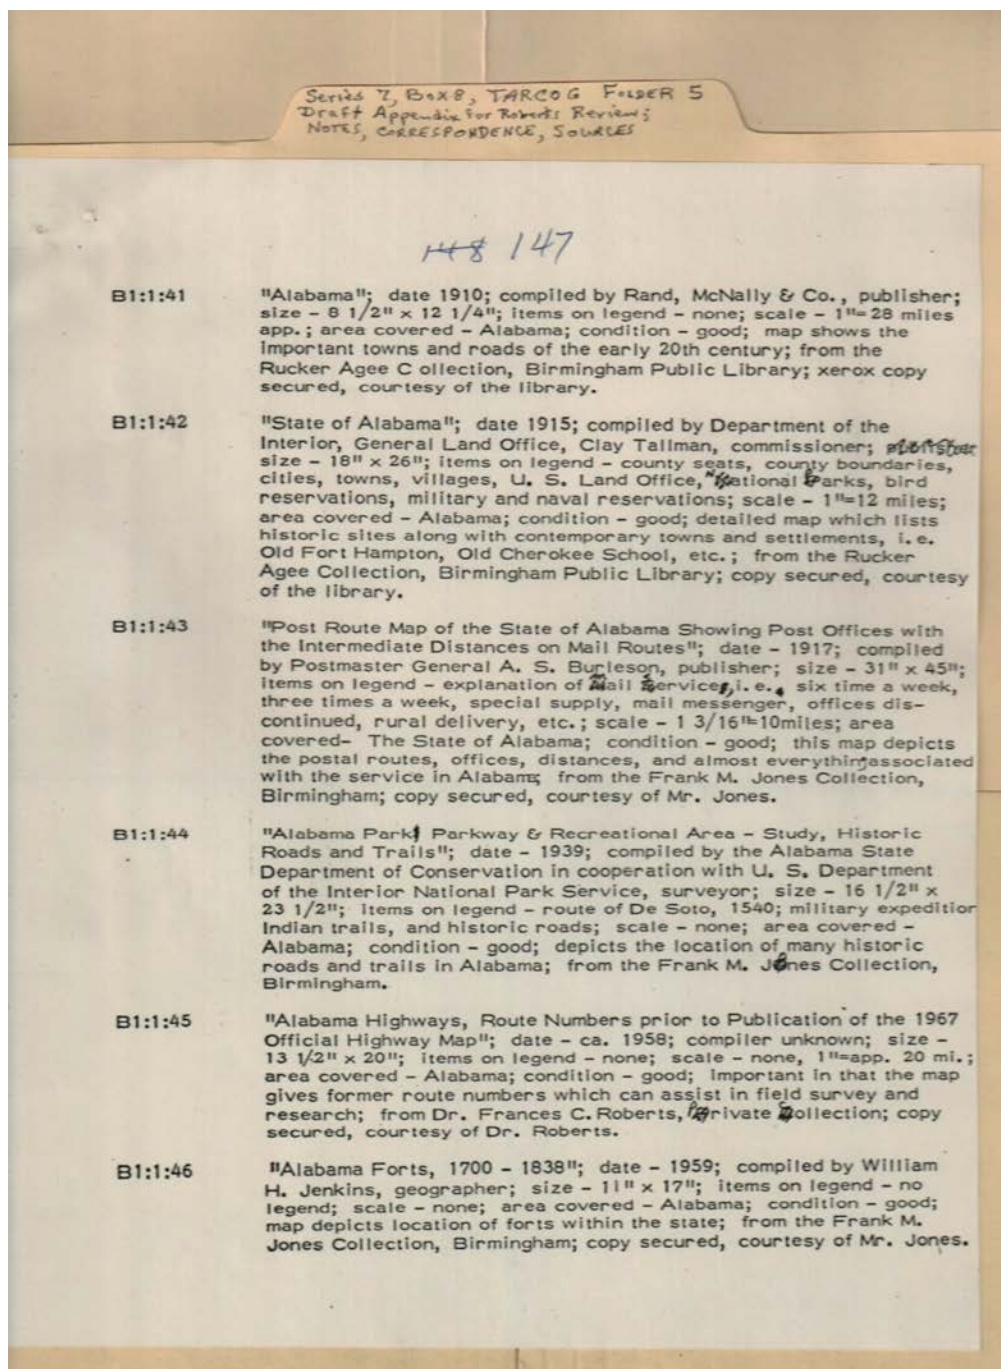 Series 7, Box 8, TARCOG FOLDER 5
Draft Appendix for Roberts Review;
NOTES, CORRESPONDENCE, SOURCES
148 147
B1:1:41 "Alabama"; date 1910; compiled by Rand, McNally & Co., publisher;
size - 8 1/2" x 12 1/4"; items on legend - none; scale - 1"= 28 miles
app.; area covered - Alabama; condition - good; map shows the
important towns and roads of the early 20th century; from the
Rucker Agee C ollection, Birmingham Public Library; xerox copy
secured, courtesy of the library.
B1:1:42 "State of Alabama"; date 1915; compiled by Department of the
Interior, General Land Office, Clay Tallman, commissioner;
size - 18" x 26"; items on legend - county seats, county boundaries,
cities, towns, villages, U. S. Land Office, National Parks, bird
reservations, military and naval reservations; scale - 1"=12 miles;
area covered - Alabama; condition - good; detailed map which lists
historic sites along with contemporary towns and settlements, i.e.
Old Fort Hampton, Old Cherokee School, etc.; from the Rucker
Agee Collection, Birmingham Public Library; copy secured, courtesy
of the library.
B1:1:43 "Post Route Map of the State of Alabama Showing Post Offices with
the Intermediate Distances on Mail Routes"; date - 1917; compiled
by Postmaster General A. S. Burleson, publisher; size - 31" x 45";
items on legend - explanation of Mail Services, i.e., six time a week,
three times a week, special supply, mail messenger, offices dis-
continued, rural delivery, etc.; scale - 1 3/16"=10miles; area
covered- The State of Alabama; condition - good; this map depicts
the postal routes, offices, distances, and almost everything associated
with the service in Alabama; from the Frank M. Jones Collection,
Birmingham; copy secured, courtesy of Mr. Jones.
B1:1:44 "Alabama Park, Parkway & Recreational Area - Study, Historic
Roads and Trails"; date - 1939; compiled by the Alabama State
Department of Conservation in cooperation with U. S. Department
of the Interior National Park Service, surveyor; size - 16 1/2" x
23 1/2"; items on legend - route of De Soto, 1540; military expedition
Indian trails, and historic roads; scale - none; area covered -
Alabama; condition - good; depicts the location of many historic
roads and trails in Alabama; from the Frank M. Jones Collection,
Birmingham.
B1:1:45 "Alabama Highways, Route Numbers prior to Publication of the 1967
Official Highway Map"; date - ca. 1958; compiler unknown; size -
13 1/2" x 20"; items on legend - none; scale - none, 1"=app. 20 mi.;
area covered - Alabama; condition - good; important in that the map
gives former route numbers which can assist in field survey and
research; from Dr. Frances C. Roberts, Private Collection; copy
secured, courtesy of Dr. Roberts.
B1:1:46 "Alabama Forts, 1700 - 1838"; date - 1959; compiled by William
H. Jenkins, geographer; size - 11" x 17"; items on legend - no
legend; scale - none; area covered - Alabama; condition - good;
map depicts location of forts within the state; from the Frank M.
Jones Collection, Birmingham; copy secured, courtesy of Mr. Jones.